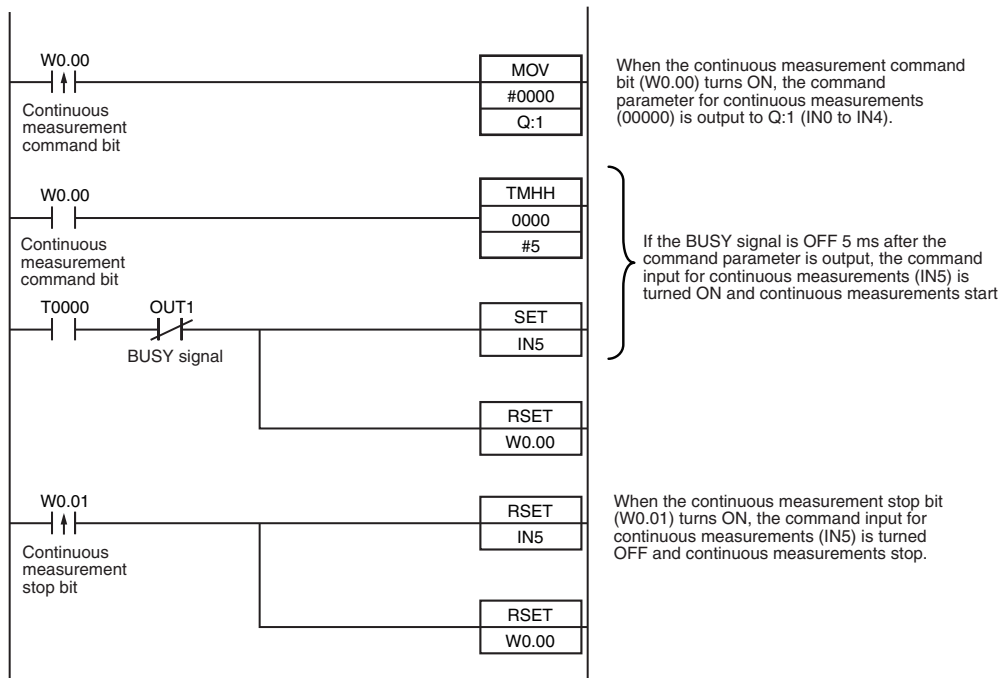 W0.00
Continuous
measurement
command bit
MOV
#0000
Q:1
When the continuous measurement command
bit (W0.00) turns ON, the command
parameter for continuous measurements
(00000) is output to Q:1 (IN0 to IN4).
W0.00
Continuous
measurement
command bit
TMHH
0000
#5
If the BUSY signal is OFF 5 ms after the
command parameter is output, the command
input for continuous measurements (IN5) is
turned ON and continuous measurements start
T0000
OUT1
BUSY signal
SET
IN5
RSET
W0.00
W0.01
Continuous
measurement
stop bit
RSET
IN5
When the continuous measurement stop bit
(W0.01) turns ON, the command input for
continuous measurements (IN5) is turned
OFF and continuous measurements stop.
RSET
W0.00